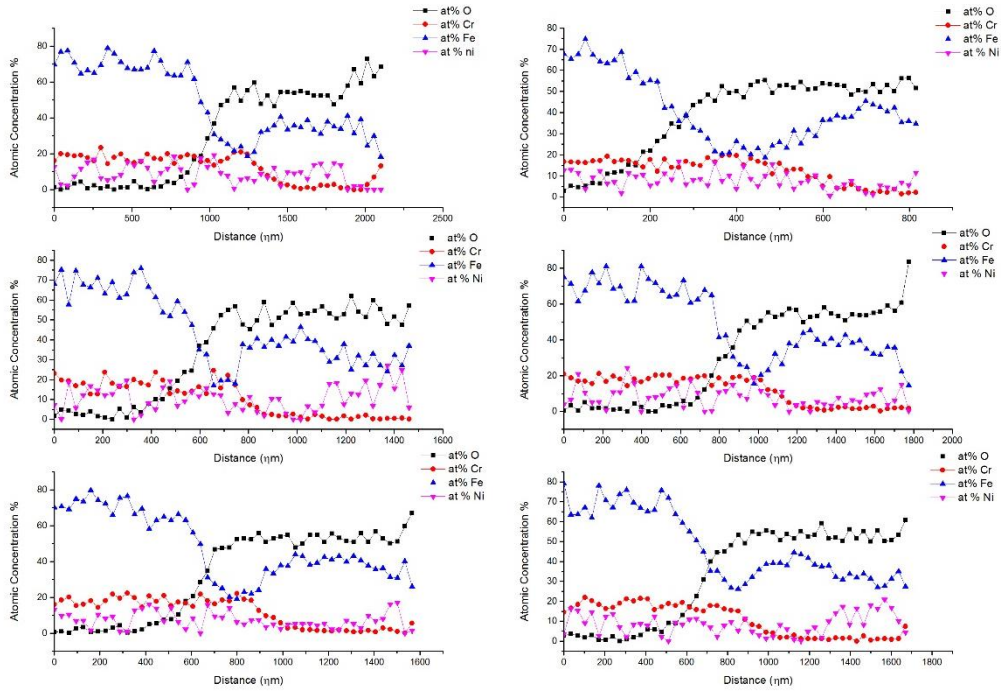 at% O
at% Cr
at% Fe
at % ni
Atomic Concentration %
80
60
40
20
0
0 500 1000 1500 2000 2500
Distance (ηm)
at% O
at% Cr
at% Fe
at % Ni
Atomic Concentration %
80
70
60
50
40
30
20
10
0
0 200 400 600 800
Distance (ηm)
at% O
at% Cr
at% Fe
at % Ni
Atomic Concentration %
80
70
60
50
40
30
20
10
0
0 200 400 600 800 1000 1200 1400 1600
Distance (ηm)
at% O
at% Cr
at% Fe
at% Ni
Atomic Concentration %
80
60
40
20
0
0 200 400 600 800 1000 1200 1400 1600 1800 2000
Distance (ηm)
at% O
at% Cr
at% Fe
at % Ni
Atomic Concentration %
80
60
40
20
0
0 200 400 600 800 1000 1200 1400 1600
Distance (ηm)
at% O
at% Cr
at% Fe
at % Ni
Atomic Concentration %
80
60
40
20
0
0 200 400 600 800 1000 1200 1400 1600 1800
Distance (ηm)